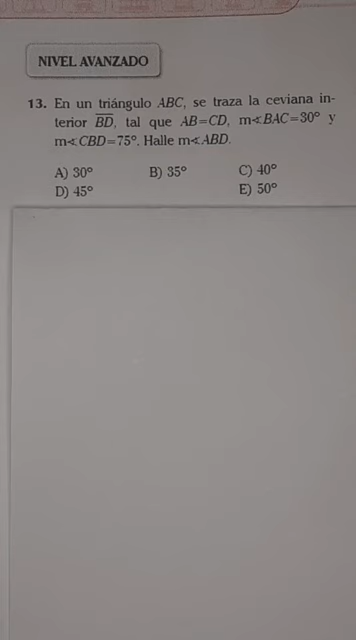 NIVEL AVANZADO
13. En un triángulo ABC, se traza la ceviana in-
terior BD, tal que AB=CD, m∢BAC=30° y
m∢CBD=75°. Halle m∢ABD.
A) 30° B) 35° C) 40°
D) 45° E) 50°